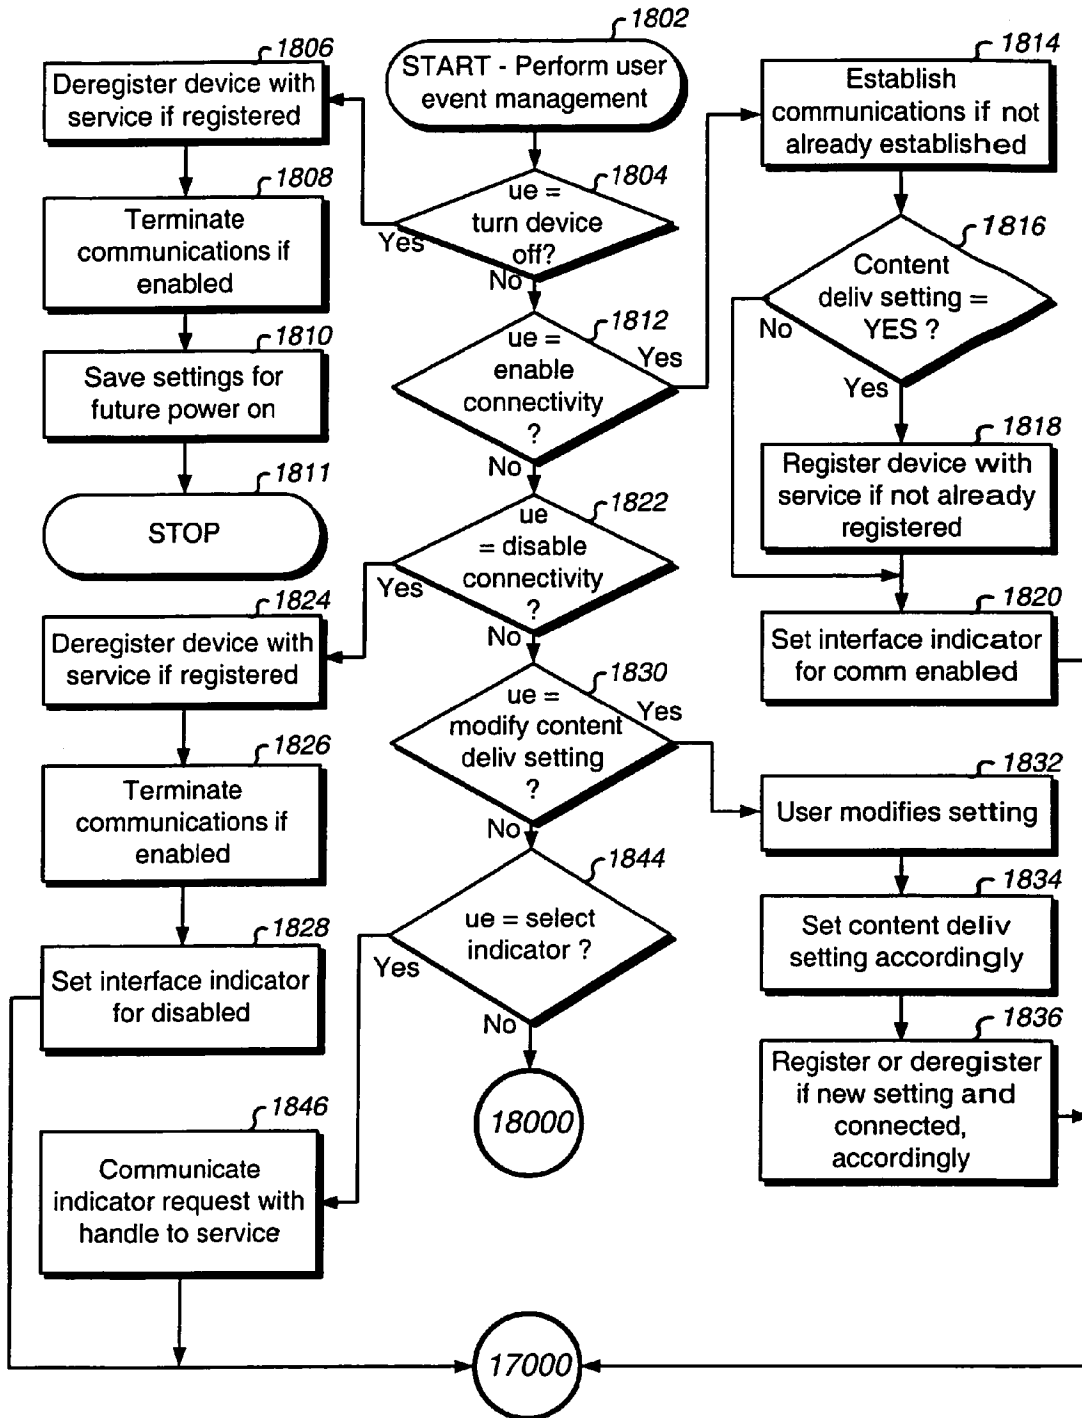 1802
START - Perform user
event management
1806
Deregister device with
service if registered
1808
Terminate
communications if
enabled
1810
Save settings for
future power on
1811
STOP
1804
ue =
turn device
off?
Yes
No
1812
ue =
enable
connectivity
?
Yes
No
1814
Establish
communications if not
already established
1816
Content
deliv setting =
YES ?
No
Yes
1818
Register device with
service if not already
registered
1820
Set interface indicator
for comm enabled
1822
ue
= disable
connectivity
?
Yes
No
1824
Deregister device with
service if registered
1826
Terminate
communications if
enabled
1828
Set interface indicator
for disabled
1830
ue =
modify content
deliv setting
?
Yes
No
1832
User modifies setting
1834
Set content deliv
setting accordingly
1836
Register or deregister
if new setting and
connected,
accordingly
1844
ue = select
indicator ?
Yes
No
1846
Communicate
indicator request with
handle to service
18000
17000